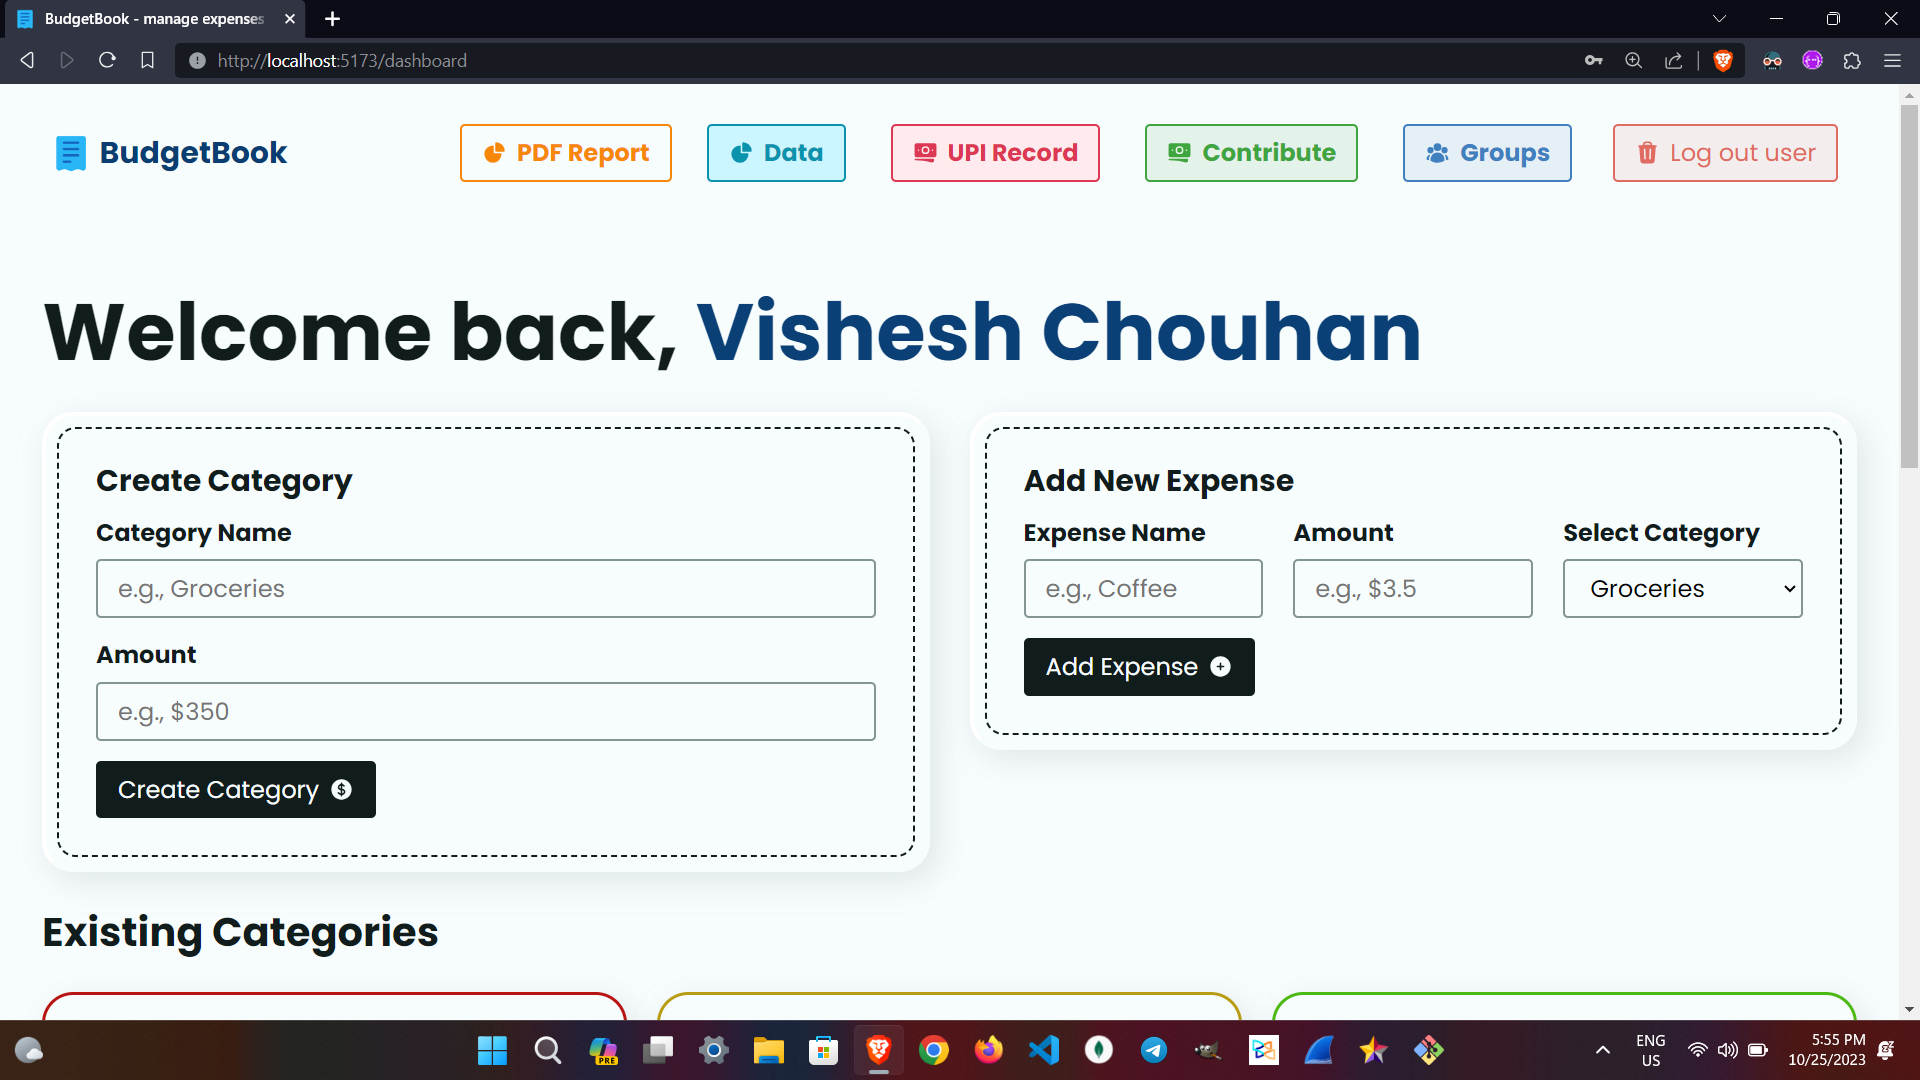 BudgetBook - manage expenses
http://localhost:5173/dashboard
BudgetBook
PDF Report
Data
UPI Record
Contribute
Groups
Log out user
Welcome back, Vishesh Chouhan
Create Category
Category Name
e.g., Groceries
Amount
e.g., $350
Create Category $
Add New Expense
Expense Name
Amount
Select Category
e.g., Coffee
e.g., $3.5
Groceries
Add Expense
Existing Categories
PRE
ENG
US
5:55 PM
10/25/2023